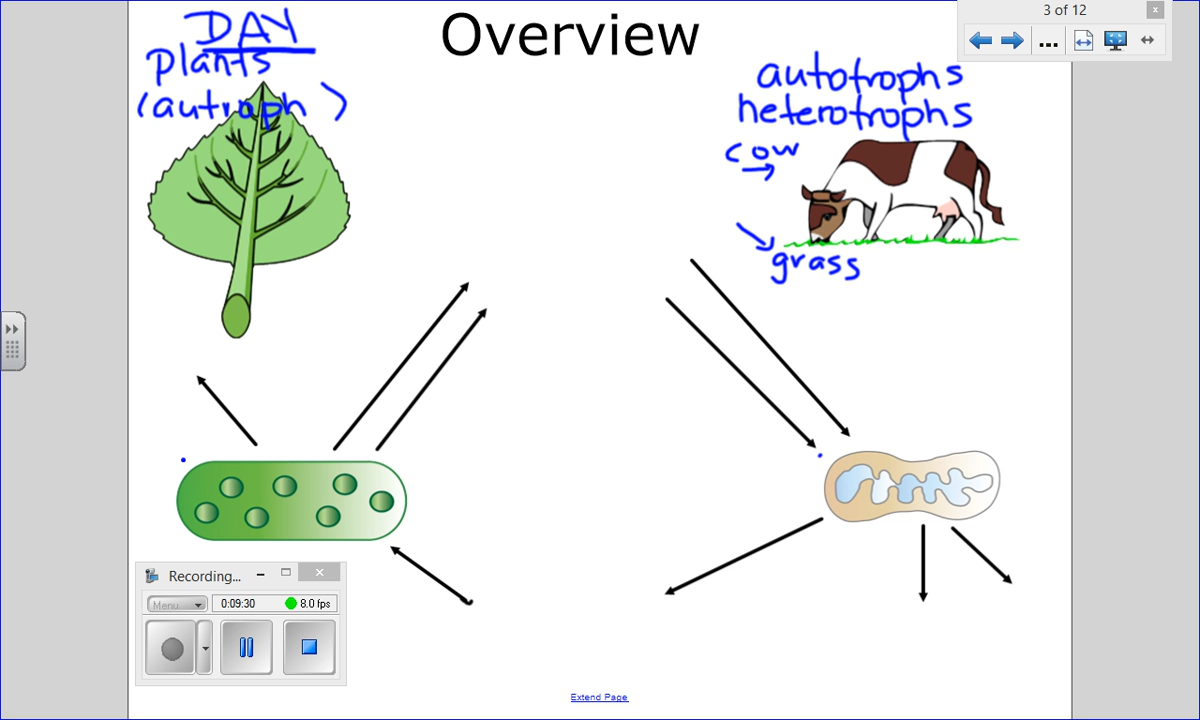 Overview
3 of 12
DAY
plants
(autroph )
autotrophs
heterotrophs
cow
grass
Recording...
Menu
0:09:30
8.0 fps
Extend Page